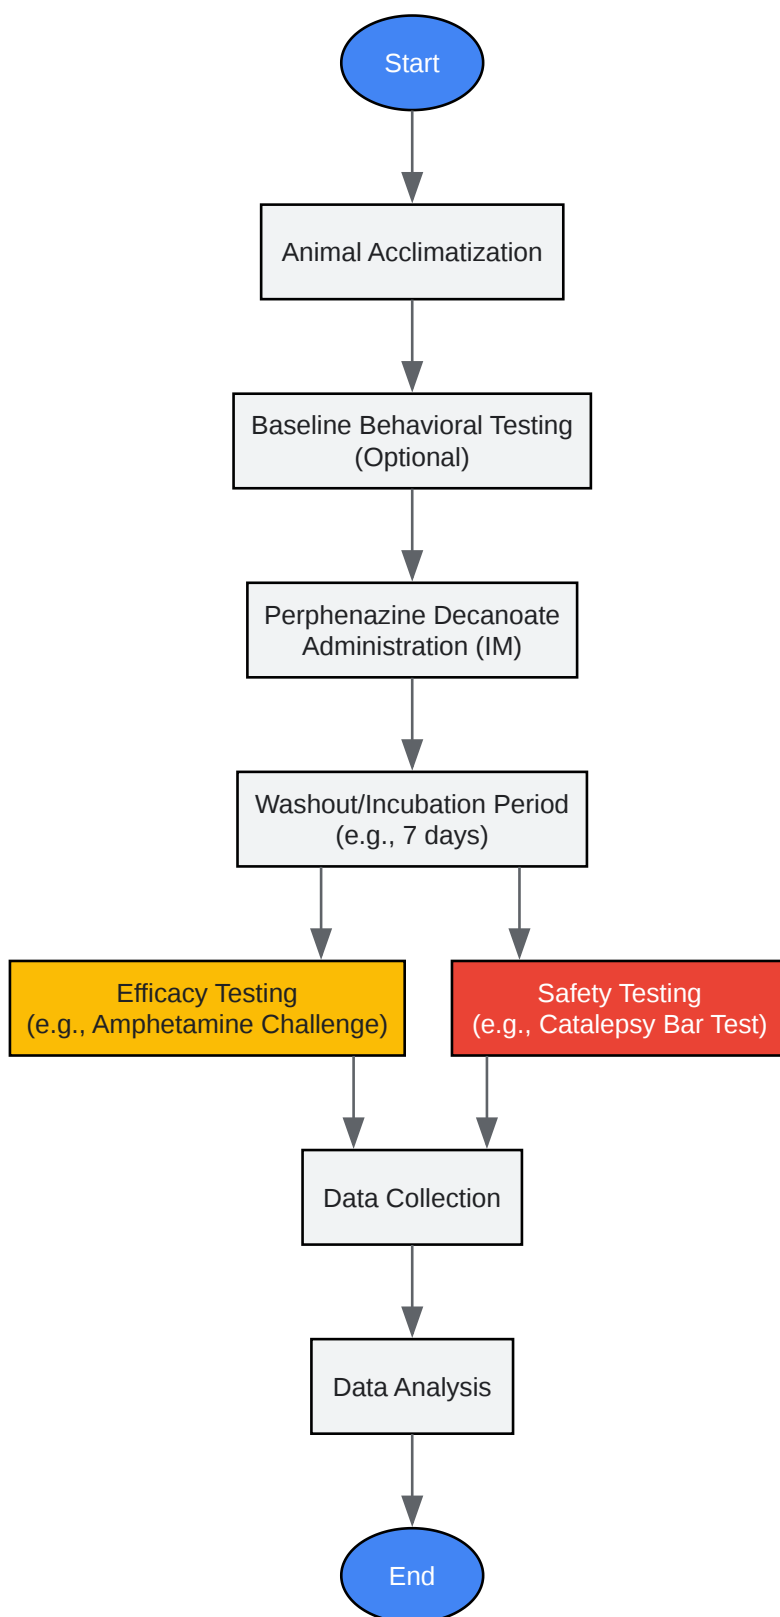 Start
Animal Acclimatization
Baseline Behavioral Testing
(Optional)
Perphenazine Decanoate
Administration (IM)
Washout/Incubation Period
(e.g., 7 days)
Efficacy Testing
(e.g., Amphetamine Challenge)
Safety Testing
(e.g., Catalepsy Bar Test)
Data Collection
Data Analysis
End